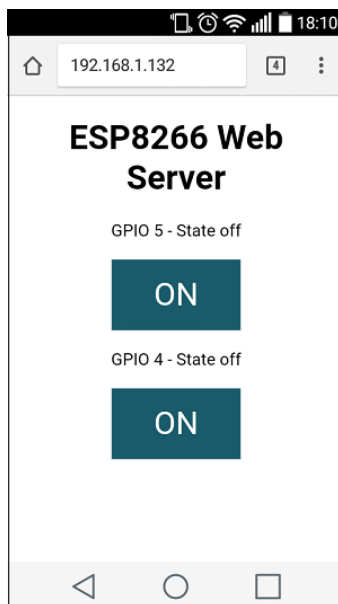 18:10
192.168.1.132
4
ESP8266 Web
Server
GPIO 5 - State off
ON
GPIO 4 - State off
ON